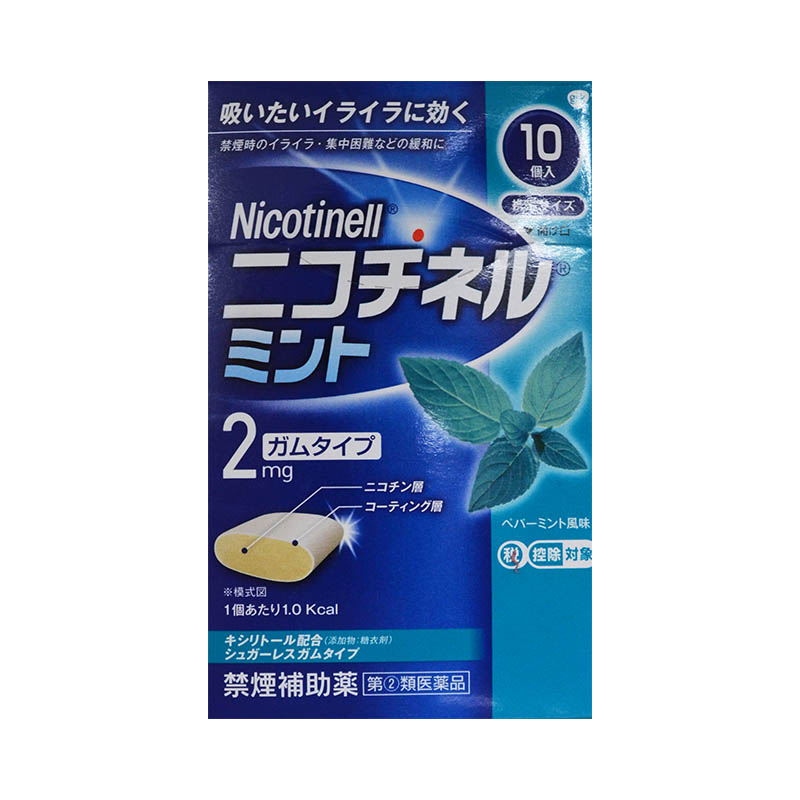 吸いたいイライラに効く
禁煙時のイライラ・集中困難などの緩和に
gsk
10
個入
Nicotinell®
ニコチネル®
ミント
2mg
ガムタイプ
ニコチン層
コーティング層
ペパーミント風味
税 控除 対象
※模式図
1個あたり1.0 Kcal
キシリトール配合(添加物:糖衣剤)
シュガーレスガムタイプ
禁煙補助薬 第②類医薬品